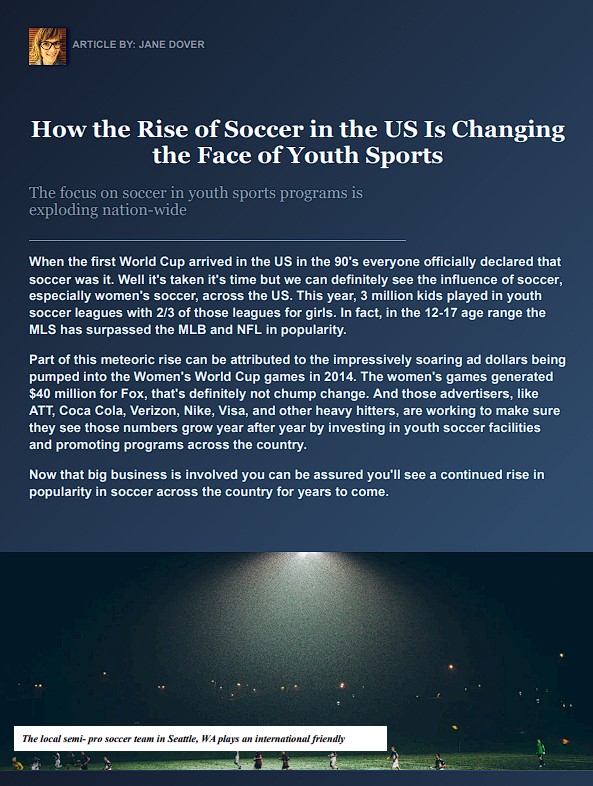 ARTICLE BY: JANE DOVER
How the Rise of Soccer in the US Is Changing
the Face of Youth Sports
The focus on soccer in youth sports programs is
exploding nation-wide
When the first World Cup arrived in the US in the 90's everyone officially declared that
soccer was it. Well it's taken it's time but we can definitely see the influence of soccer,
especially women's soccer, across the US. This year, 3 million kids played in youth
soccer leagues with 2/3 of those leagues for girls. In fact, in the 12-17 age range the
MLS has surpassed the MLB and NFL in popularity.
Part of this meteoric rise can be attributed to the impressively soaring ad dollars being
pumped into the Women's World Cup games in 2014. The women's games generated
$40 million for Fox, that's definitely not chump change. And those advertisers, like
ATT, Coca Cola, Verizon, Nike, Visa, and other heavy hitters, are working to make sure
they see those numbers grow year after year by investing in youth soccer facilities
and promoting programs across the country.
Now that big business is involved you can be assured you'll see a continued rise in
popularity in soccer across the country for years to come.
The local semi- pro soccer team in Seattle, WA plays an international friendly